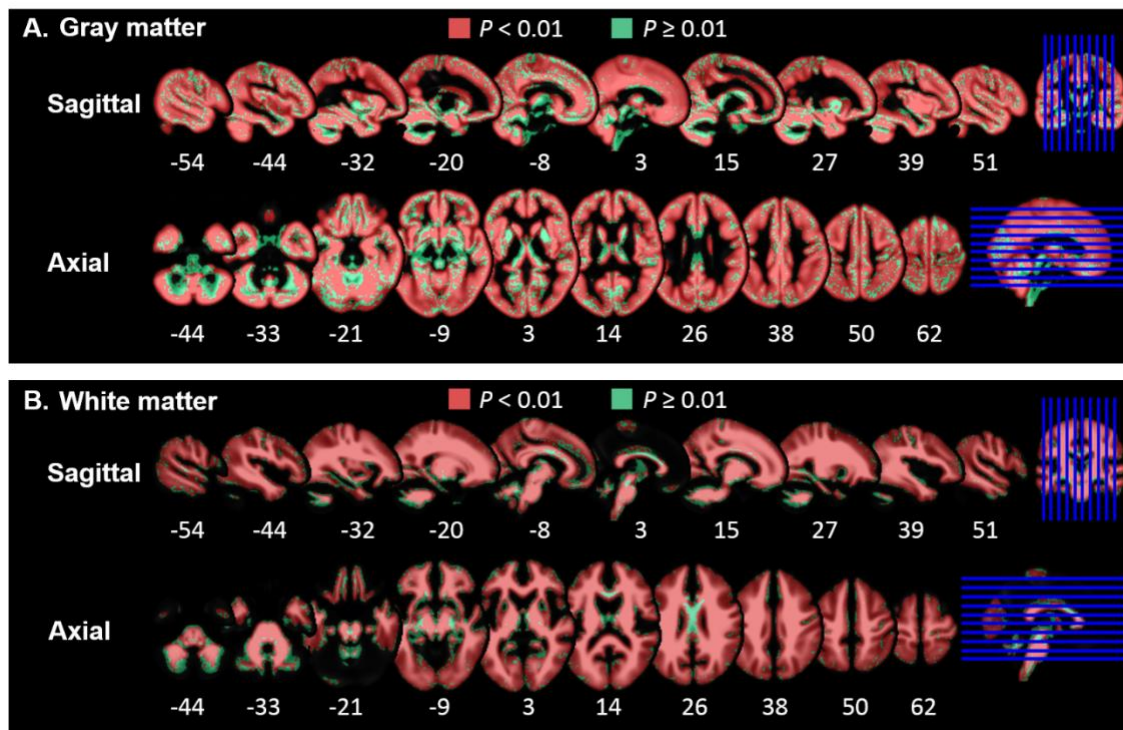 A. Gray matter
P < 0.01 P ≥ 0.01
Sagittal
-54 -44 -32 -20 -8 3 15 27 39 51
Axial
-44 -33 -21 -9 3 14 26 38 50 62
B. White matter
P < 0.01 P ≥ 0.01
Sagittal
-54 -44 -32 -20 -8 3 15 27 39 51
Axial
-44 -33 -21 -9 3 14 26 38 50 62